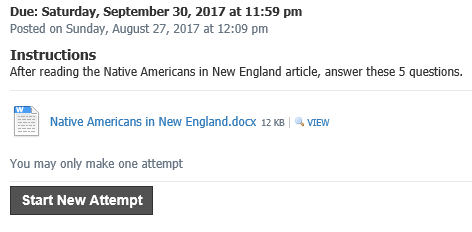 Due: Saturday, September 30, 2017 at 11:59 pm
Posted on Sunday, August 27, 2017 at 12:09 pm
Instructions
After reading the Native Americans in New England article, answer these 5 questions.
W Native Americans in New England.docx 12 KB | VIEW
You may only make one attempt
Start New Attempt